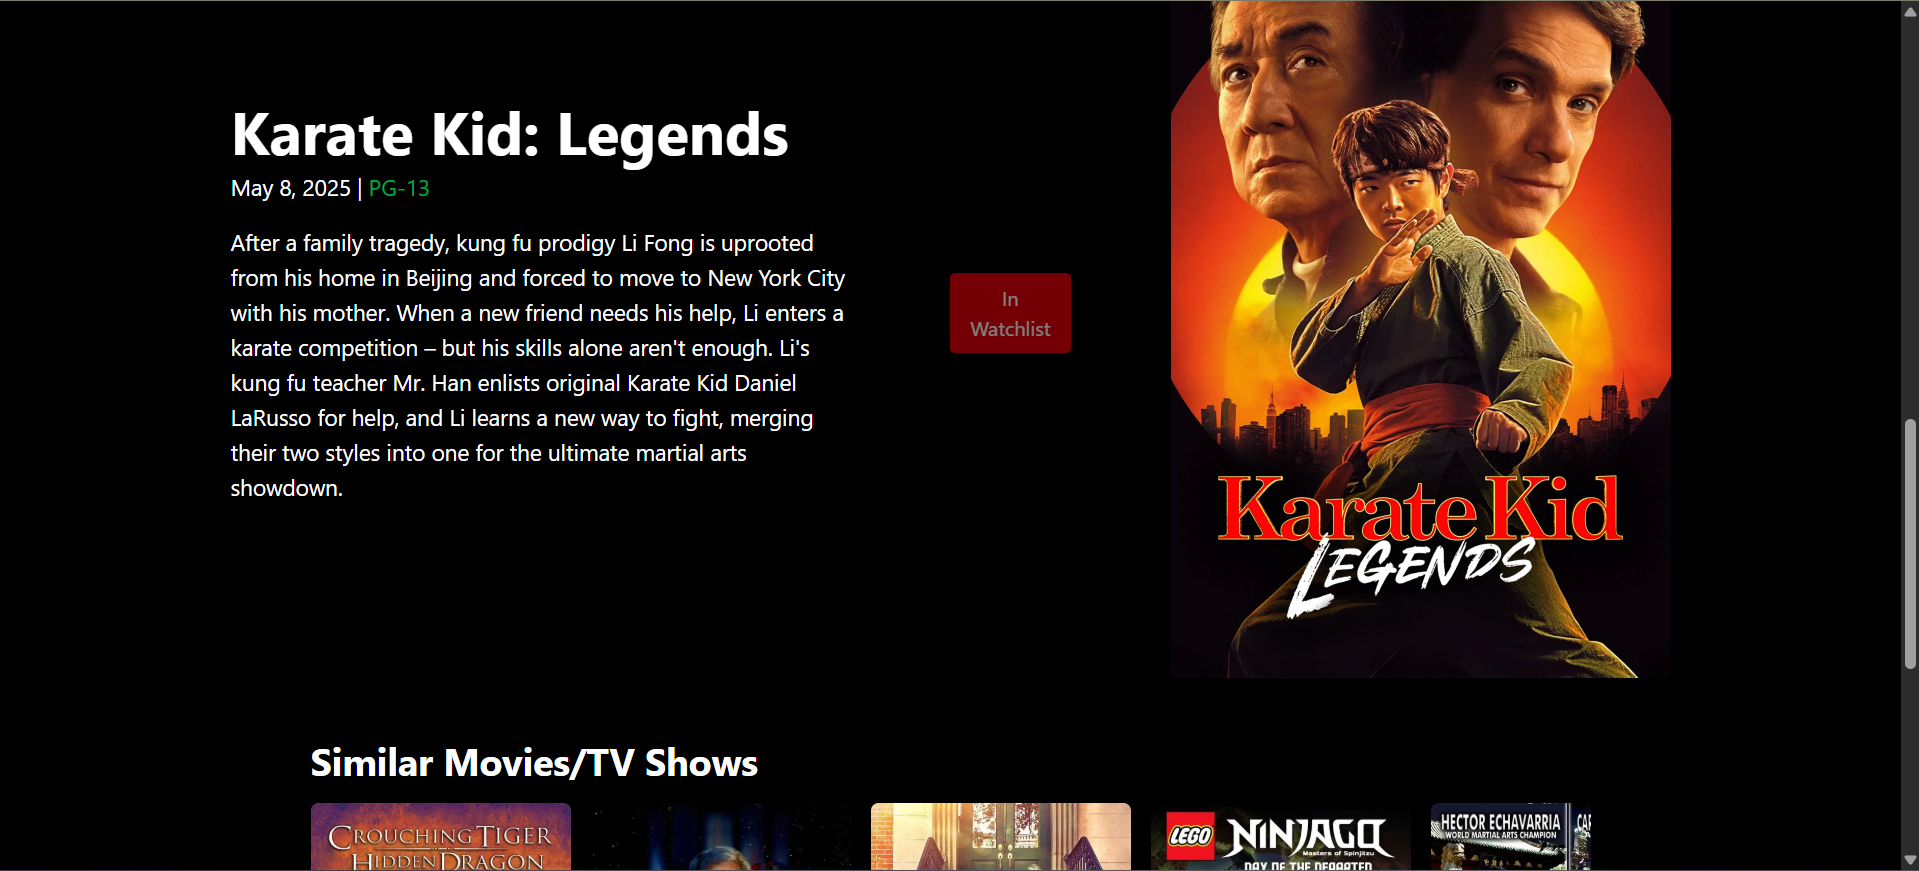 Karate Kid: Legends
May 8, 2025 | PG-13
After a family tragedy, kung fu prodigy Li Fong is uprooted
from his home in Beijing and forced to move to New York City
with his mother. When a new friend needs his help, Li enters a
karate competition – but his skills alone aren't enough. Li's
kung fu teacher Mr. Han enlists original Karate Kid Daniel
LaRusso for help, and Li learns a new way to fight, merging
their two styles into one for the ultimate martial arts
showdown.
In
Watchlist
Karate Kid
LEGENDS
Similar Movies/TV Shows
CROUCHING TIGER
HIDDEN DRAGON
LEGO NINJAGO
Masters of Spinjitzu
DAY OF THE DEPARTED
HECTOR ECHAVARRIA
WORLD MARTIAL ARTS CHAMPION